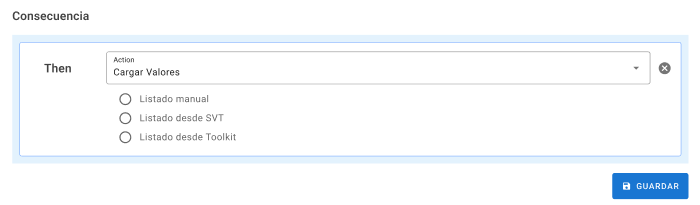 Consecuencia
Then
Action
Cargar Valores
Listado manual
Listado desde SVT
Listado desde Toolkit
GUARDAR